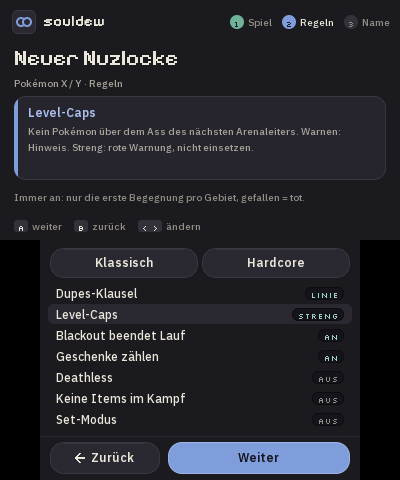 souldew
1 Spiel 2 Regeln 3 Name
Neuer Nuzlocke
Pokémon X / Y · Regeln
Level-Caps
Kein Pokémon über dem Ass des nächsten Arenaleiters. Warnen:
Hinweis. Streng: rote Warnung, nicht einsetzen.
Immer an: nur die erste Begegnung pro Gebiet, gefallen = tot.
A weiter B zurück < > ändern
Klassisch Hardcore
Dupes-Klausel LINIE
Level-Caps STRENG
Blackout beendet Lauf AN
Geschenke zählen AN
Deathless AUS
Keine Items im Kampf AUS
Set-Modus AUS
← Zurück Weiter